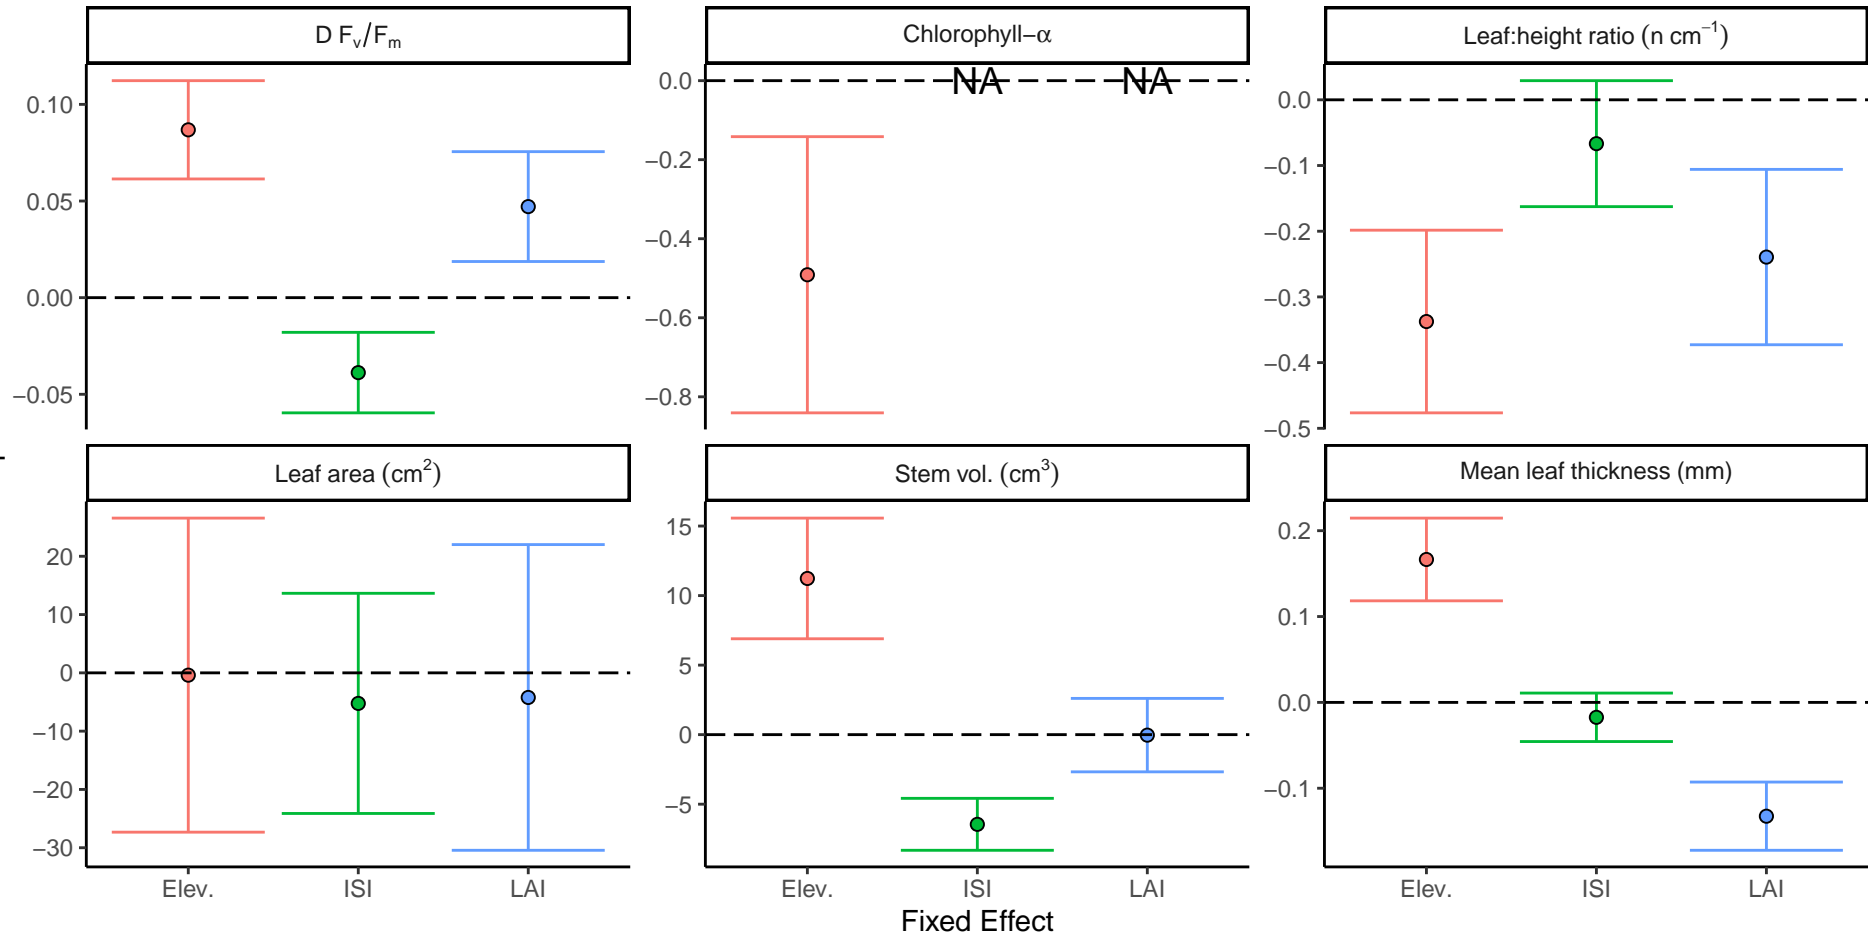 D Fv/Fm
Chlorophyll−α
Leaf:height ratio (n cm⁻¹)
0.10
0.05
0.00
−0.05
0.0
−0.2
−0.4
−0.6
−0.8
NA
NA
0.0
−0.1
−0.2
−0.3
−0.4
−0.5
Leaf area (cm²)
Stem vol. (cm³)
Mean leaf thickness (mm)
20
10
0
−10
−20
−30
15
10
5
0
−5
0.2
0.1
0.0
−0.1
Elev. ISI LAI
Elev. ISI LAI
Elev. ISI LAI
Fixed Effect